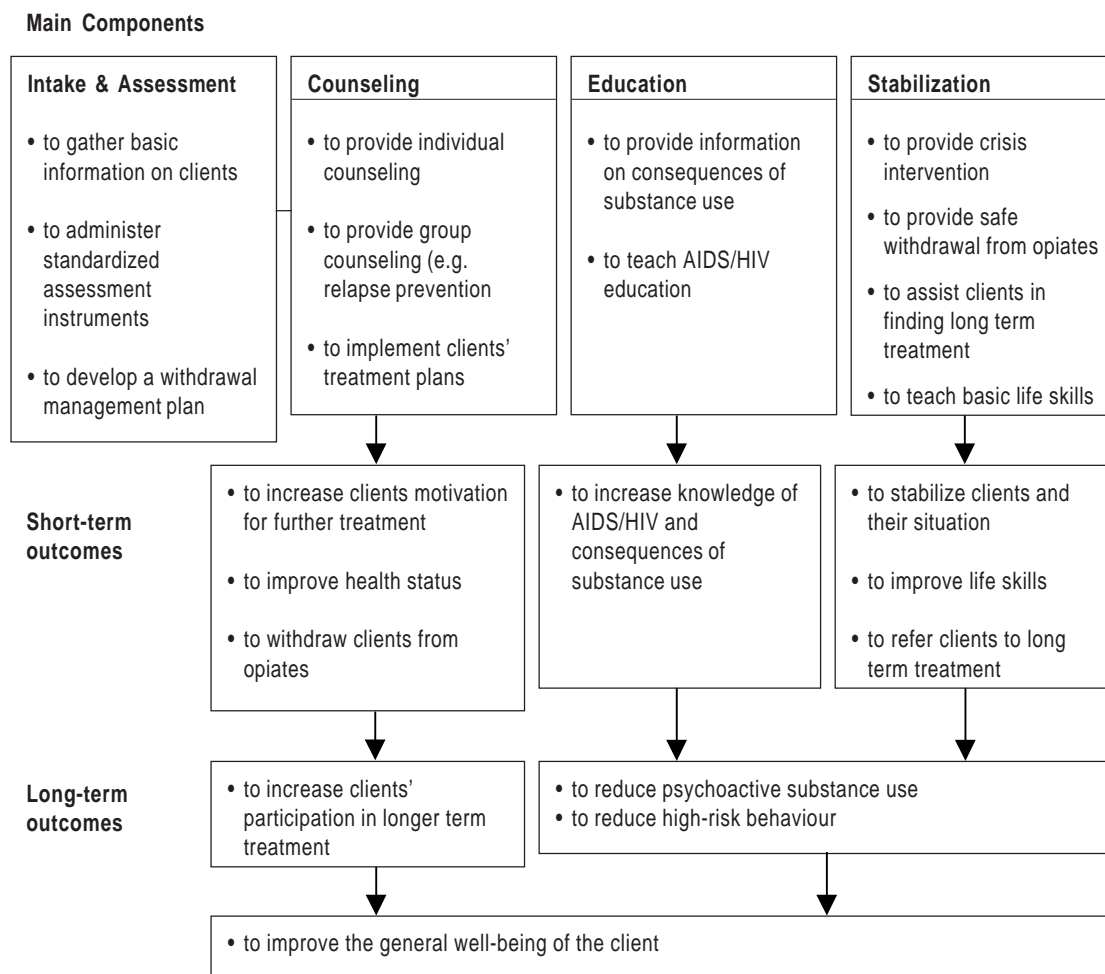 Main Components
Intake & Assessment
• to gather basic
information on clients
• to administer
standardized
assessment
instruments
• to develop a withdrawal
management plan
Counseling
• to provide individual
counseling
• to provide group
counseling (e.g.
relapse prevention
• to implement clients’
treatment plans
Education
• to provide information
on consequences of
substance use
• to teach AIDS/HIV
education
Stabilization
• to provide crisis
intervention
• to provide safe
withdrawal from opiates
• to assist clients in
finding long term
treatment
• to teach basic life skills
Short-term
outcomes
• to increase clients motivation
for further treatment
• to improve health status
• to withdraw clients from
opiates
• to increase knowledge of
AIDS/HIV and
consequences of
substance use
• to stabilize clients and
their situation
• to improve life skills
• to refer clients to long
term treatment
Long-term
outcomes
• to increase clients’
participation in longer term
treatment
• to reduce psychoactive substance use
• to reduce high-risk behaviour
• to improve the general well-being of the client